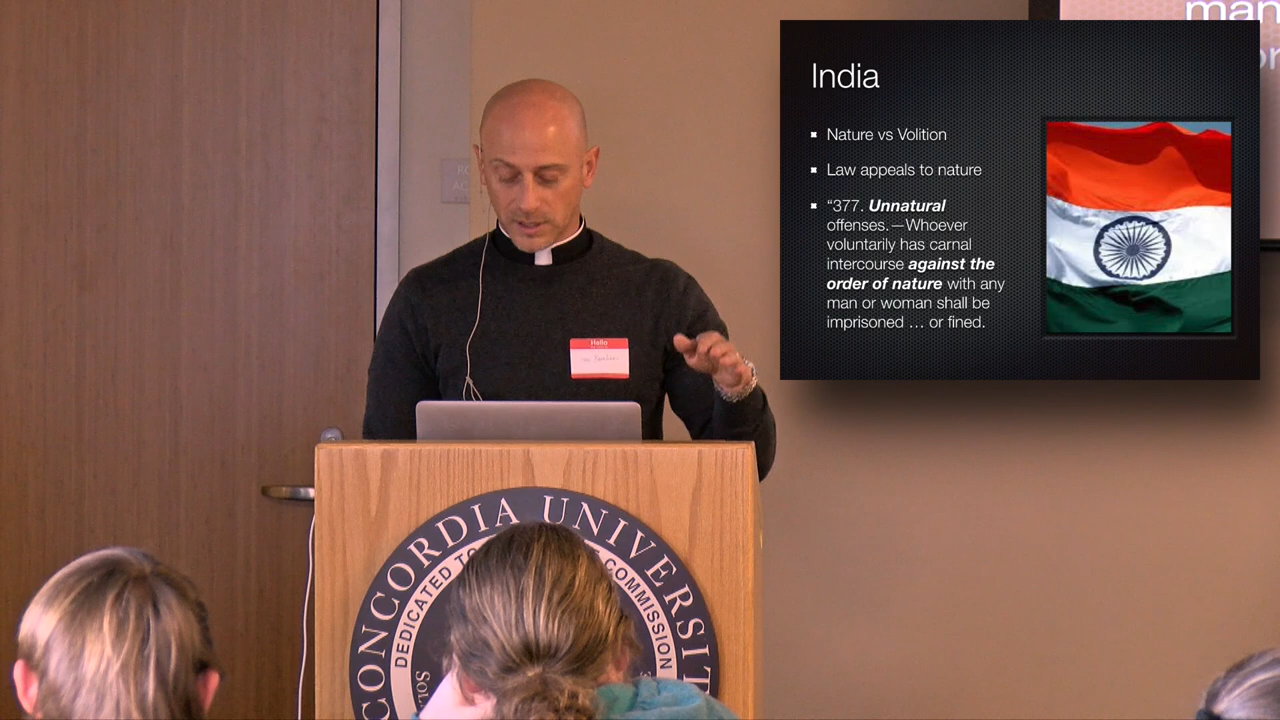 man
India
Nature vs Volition
Law appeals to nature
“377. Unnatural
offenses.—Whoever
voluntarily has carnal
intercourse against the
order of nature with any
man or woman shall be
imprisoned … or fined.
Hello
CONCORDIA UNIVERSIT
DEDICATED TO
COMMISSION